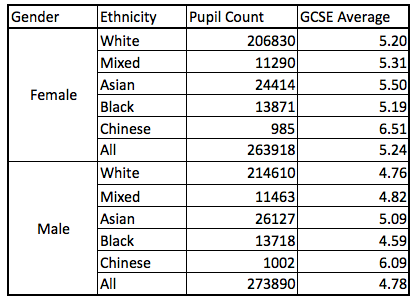 Gender Ethnicity Pupil Count GCSE Average
White 206830 5.20
Mixed 11290 5.31
Asian 24414 5.50
Female Black 13871 5.19
Chinese 985 6.51
All 263918 5.24
White 214610 4.76
Mixed 11463 4.82
Asian 26127 5.09
Male Black 13718 4.59
Chinese 1002 6.09
All 273890 4.78